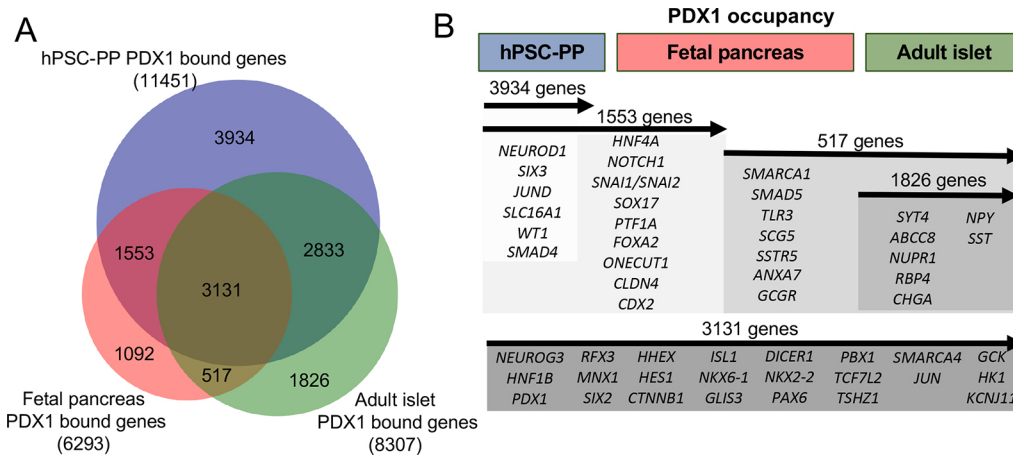 A
hPSC-PP PDX1 bound genes
(11451)
3934
1553
2833
3131
1092
517
1826
Fetal pancreas
PDX1 bound genes
(6293)
Adult islet
PDX1 bound genes
(8307)
B
PDX1 occupancy
hPSC-PP
Fetal pancreas
Adult islet
3934 genes
1553 genes
517 genes
1826 genes
NEUROD1
SIX3
JUND
SLC16A1
WT1
SMAD4
HNF4A
NOTCH1
SNAI1/SNAI2
SOX17
PTF1A
FOXA2
ONECUT1
CLDN4
CDX2
SMARCA1
SMAD5
TLR3
SCG5
SSTR5
ANXA7
GCGR
SYT4 NPY
ABCC8 SST
NUPR1
RBP4
CHGA
3131 genes
NEUROG3 RFX3 HHEX ISL1 DICER1 PBX1 SMARCA4 GCK
HNF1B MNX1 HES1 NKX6-1 NKX2-2 TCF7L2 JUN HK1
PDX1 SIX2 CTNNB1 GLIS3 PAX6 TSHZ1 KCNJ11